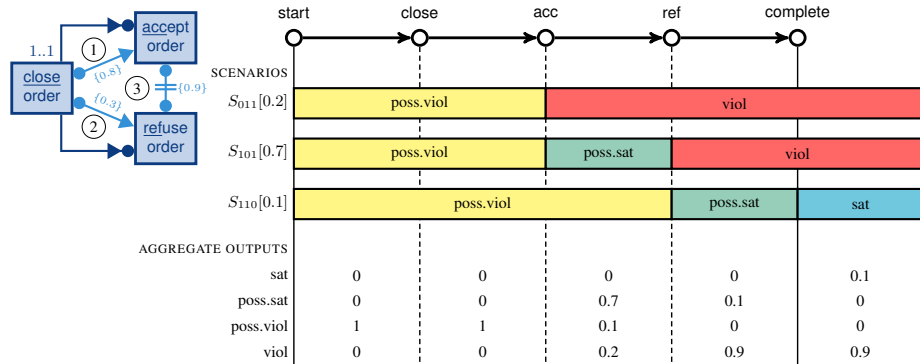 start close acc ref complete
accept
order
1..1
1
{0.8}
close
order
3
{0.9}
{0.3}
2
refuse
order
SCENARIOS
S011[0.2] poss.viol viol
S101[0.7] poss.viol poss.sat viol
S110[0.1] poss.viol poss.sat sat
AGGREGATE OUTPUTS
sat 0 0 0 0 0.1
poss.sat 0 0 0.7 0.1 0
poss.viol 1 1 0.1 0 0
viol 0 0 0.2 0.9 0.9